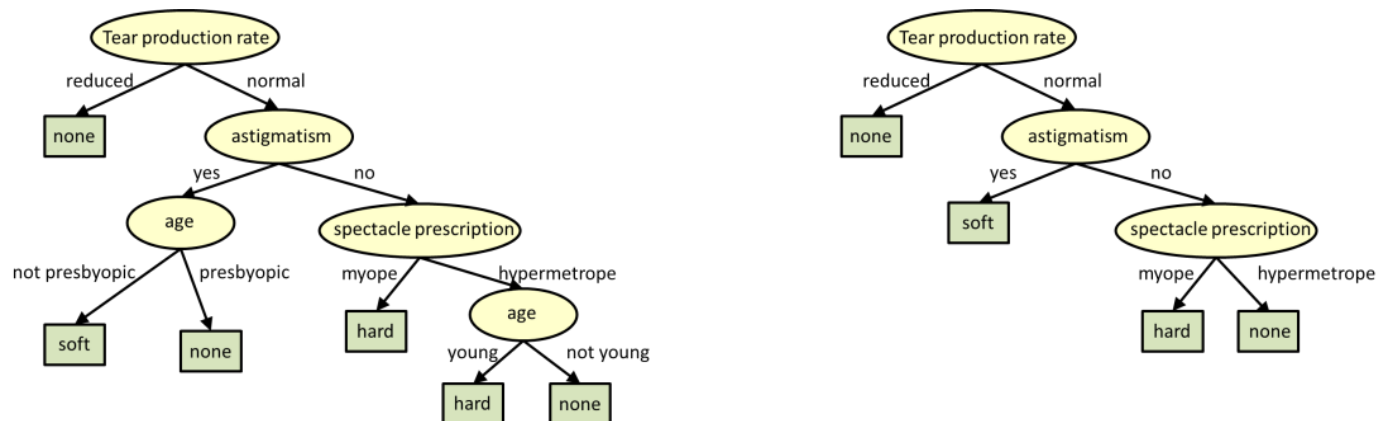 Tear production rate
reduced
normal
none
astigmatism
yes
no
age
spectacle prescription
not presbyopic
presbyopic
myope
hypermetrope
soft
none
hard
age
young
not young
hard
none
Tear production rate
reduced
normal
none
astigmatism
yes
no
soft
spectacle prescription
myope
hypermetrope
hard
none